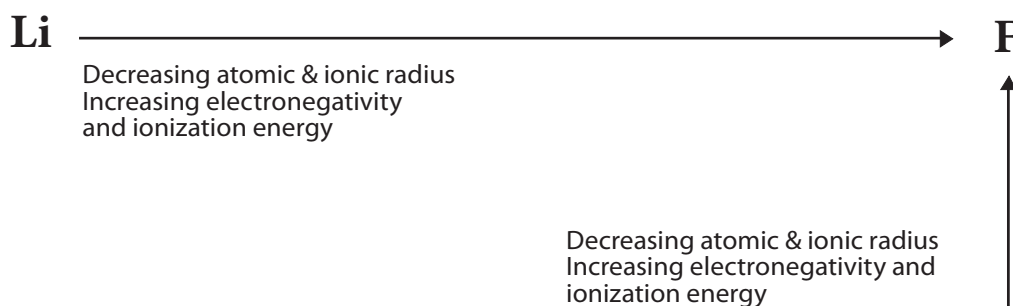 Li
F
Decreasing atomic & ionic radius
Increasing electronegativity
and ionization energy
Decreasing atomic & ionic radius
Increasing electronegativity and
ionization energy